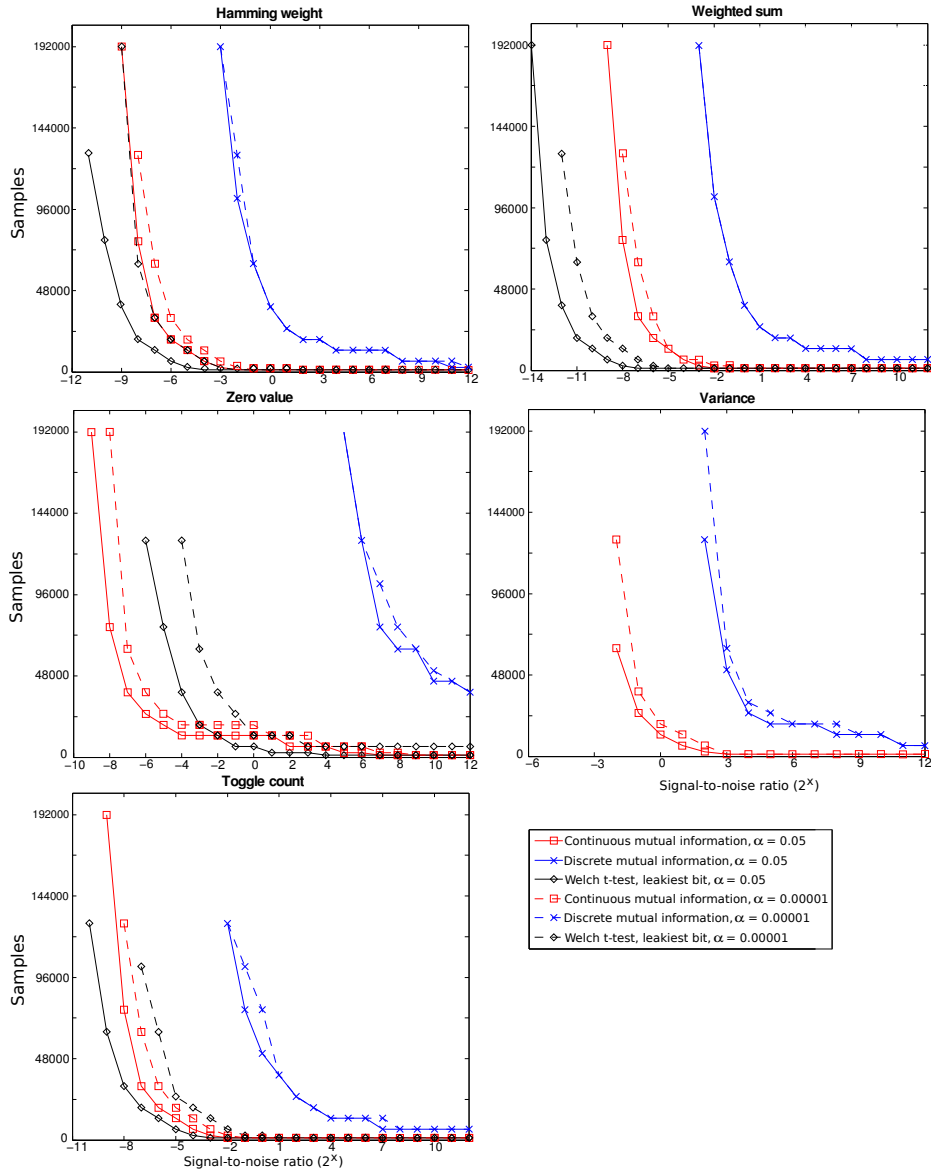 Hamming weight
Samples
192000
144000
96000
48000
0
−12 −9 −6 −3 0 3 6 9 12
Weighted sum
192000
144000
96000
48000
0
−14 −11 −8 −5 −2 1 4 7 10
Zero value
Samples
192000
144000
96000
48000
0
−10 −8 −6 −4 −2 0 2 4 6 8 10 12
Variance
192000
144000
96000
48000
0
−6 −3 0 3 6 9 12
Signal-to-noise ratio (2^x)
Toggle count
Samples
192000
144000
96000
48000
0
−11 −8 −5 −2 1 4 7 10
Signal-to-noise ratio (2^x)
Continuous mutual information, α = 0.05
Discrete mutual information, α = 0.05
Welch t-test, leakiest bit, α = 0.05
Continuous mutual information, α = 0.00001
Discrete mutual information, α = 0.00001
Welch t-test, leakiest bit, α = 0.00001